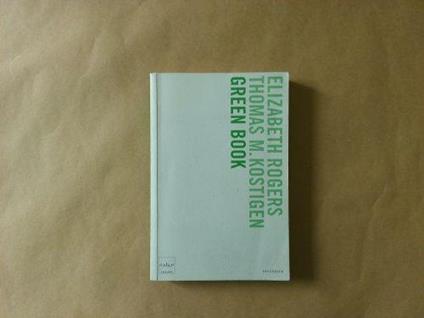 ELIZABETH ROGERS
THOMAS M. KOSTIGEN
GREEN BOOK